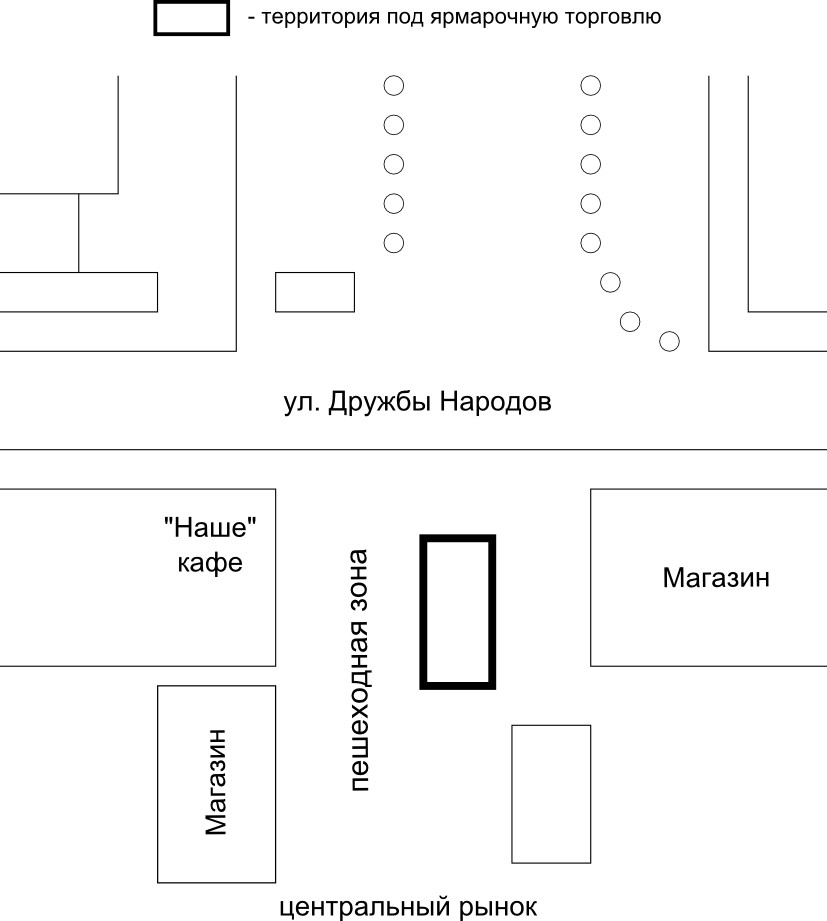 - территория под ярмарочную торговлю
ул. Дружбы Народов
"Наше"
кафе
Магазин
пешеходная зона
Магазин
центральный рынок